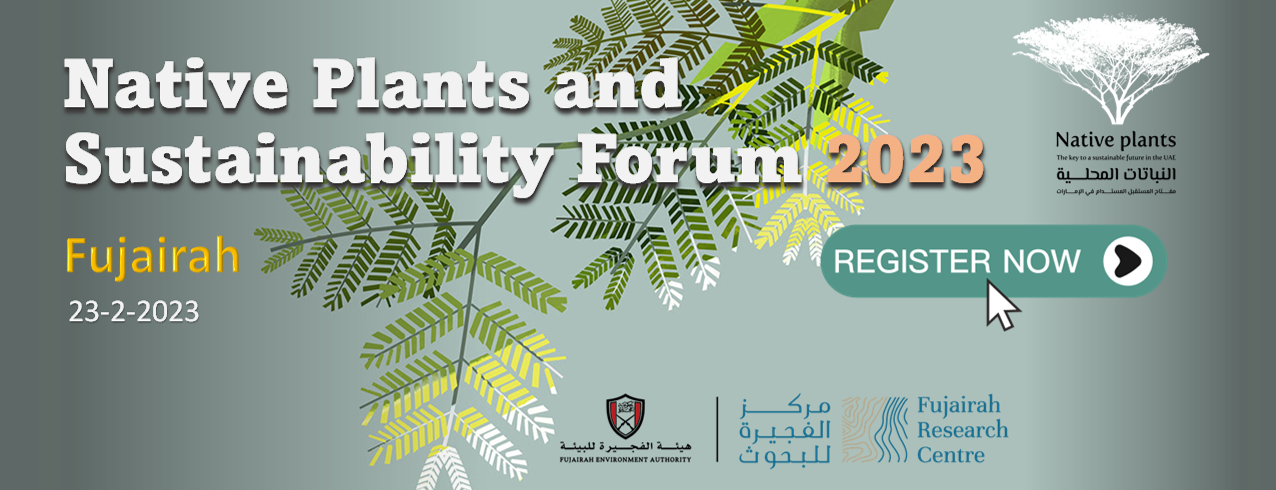 Native Plants and
Sustainability Forum 2023
Fujairah
23-2-2023
Native plants
The key to a sustainable future in the UAE
النباتات المحلية
مفتاح المستقبل المستدام في الإمارات
REGISTER NOW
هيئة الفجيرة للبيئة
FUJAIRAH ENVIRONMENT AUTHORITY
مركز
الفجيرة
للبحوث
Fujairah
Research
Centre